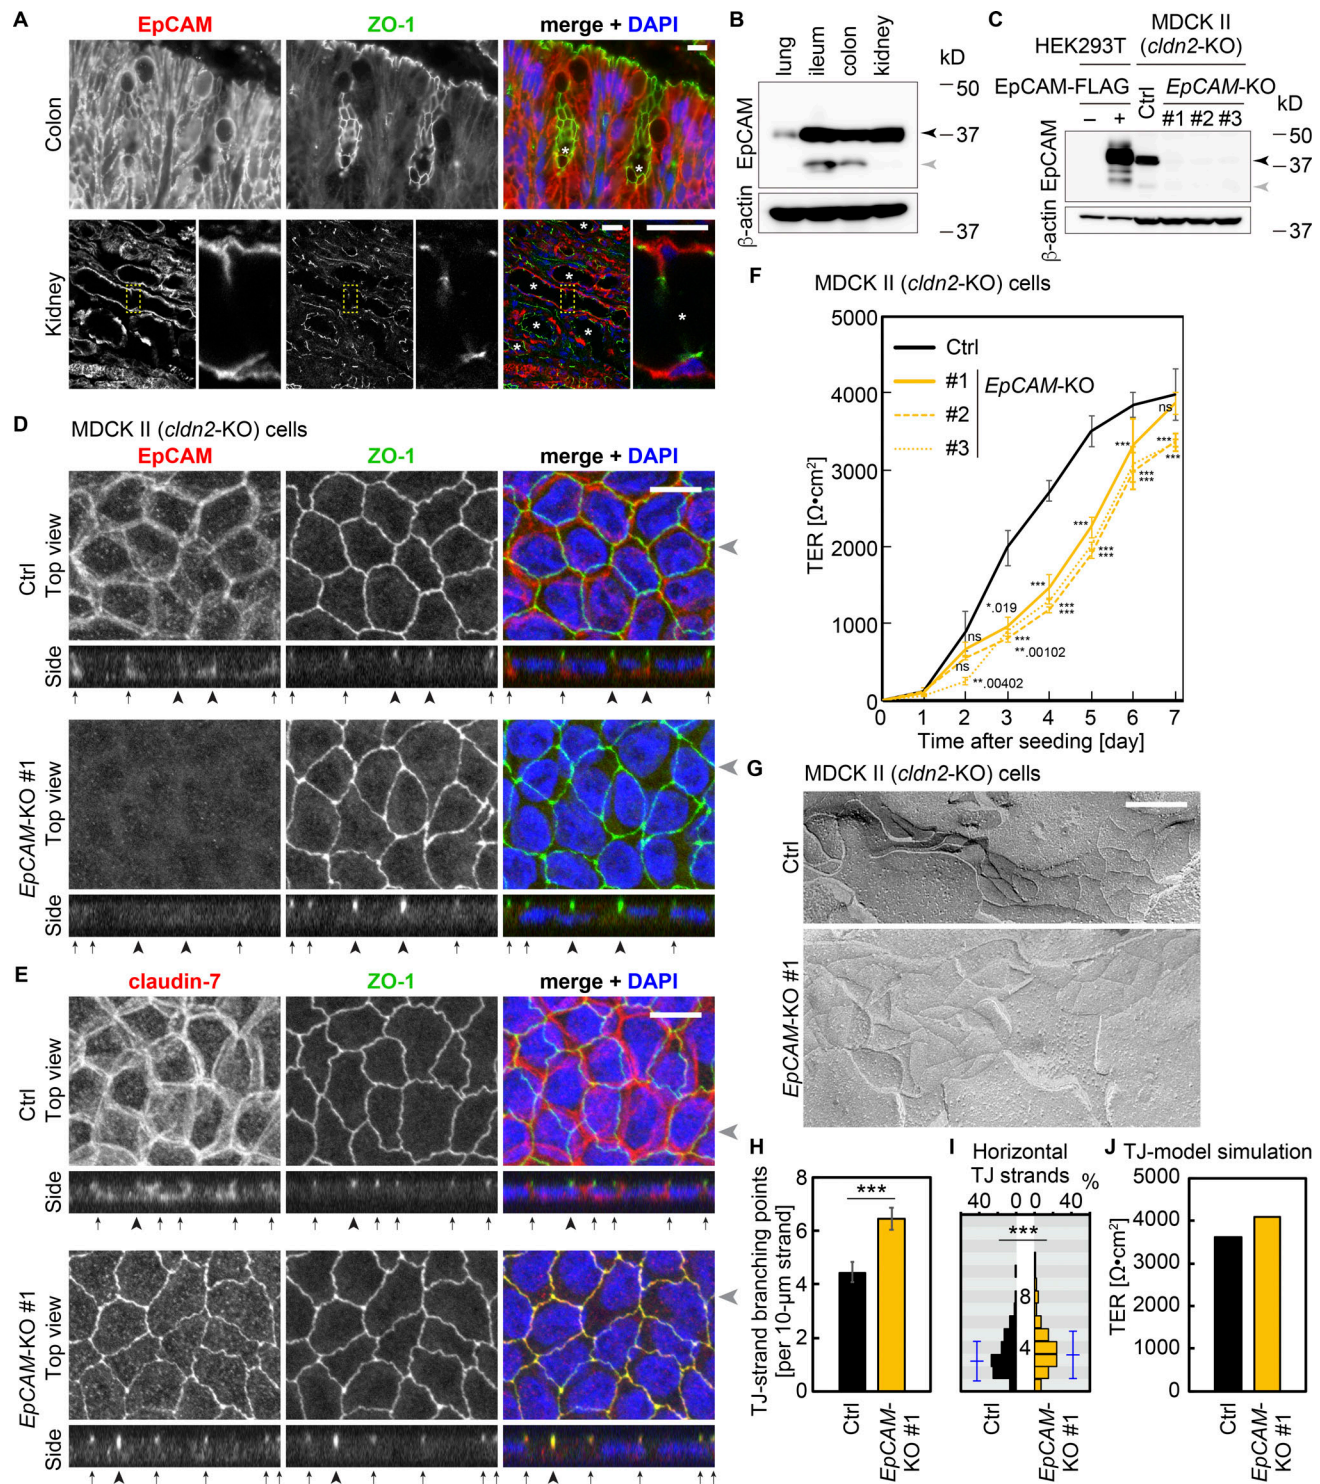 A
EpCAM
ZO-1
merge + DAPI
Colon
Kidney
*
*
*
*
*
*
*
*
*
B
lung
ileum
colon
kidney
kD
50
37
EpCAM
β-actin
37
C
MDCK II
HEK293T (cldn2-KO)
EpCAM-FLAG Ctrl EpCAM-KO
kD
− + #1 #2 #3
50
37
EpCAM
β-actin
37
D
MDCK II (cldn2-KO) cells
EpCAM
ZO-1
merge + DAPI
Ctrl
Top view
Side
EpCAM-KO #1
Top view
Side
E
claudin-7
ZO-1
merge + DAPI
Ctrl
Top view
Side
EpCAM-KO #1
Top view
Side
F
MDCK II (cldn2-KO) cells
5000
4000
3000
2000
1000
0
TER [Ω•cm²]
Ctrl
#1
#2
#3
EpCAM-KO
ns
***
***
***
***
***
***
***
***
***
***
***
*.019
***
**.00102
ns
ns
**.00402
0 1 2 3 4 5 6 7
Time after seeding [day]
G
MDCK II (cldn2-KO) cells
Ctrl
EpCAM-KO #1
H
TJ-strand branching points
[per 10-µm strand]
8
6
4
2
0
***
Ctrl
EpCAM-
KO #1
I
Horizontal
TJ strands
40 0 0 40 %
***
8
4
Ctrl
EpCAM-
KO #1
J
TJ-model simulation
5000
4000
3000
2000
1000
0
TER [Ω•cm²]
Ctrl
EpCAM-
KO #1